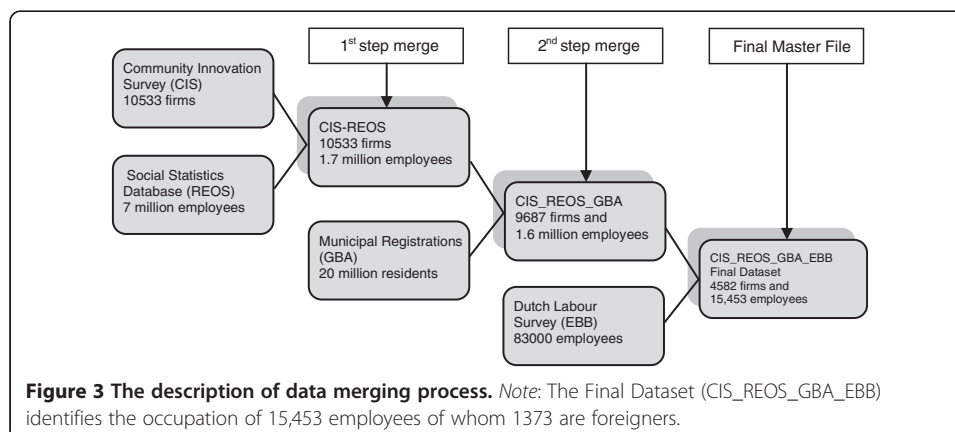 1st step merge
2nd step merge
Final Master File
Community Innovation
Survey (CIS)
10533 firms
CIS-REOS
10533 firms
1.7 million employees
Social Statistics
Database (REOS)
7 million employees
CIS_REOS_GBA
9687 firms and
1.6 million employees
Municipal Registrations
(GBA)
20 million residents
CIS_REOS_GBA_EBB
Final Dataset
4582 firms and
15,453 employees
Dutch Labour
Survey (EBB)
83000 employees
Figure 3 The description of data merging process. Note: The Final Dataset (CIS_REOS_GBA_EBB)
identifies the occupation of 15,453 employees of whom 1373 are foreigners.